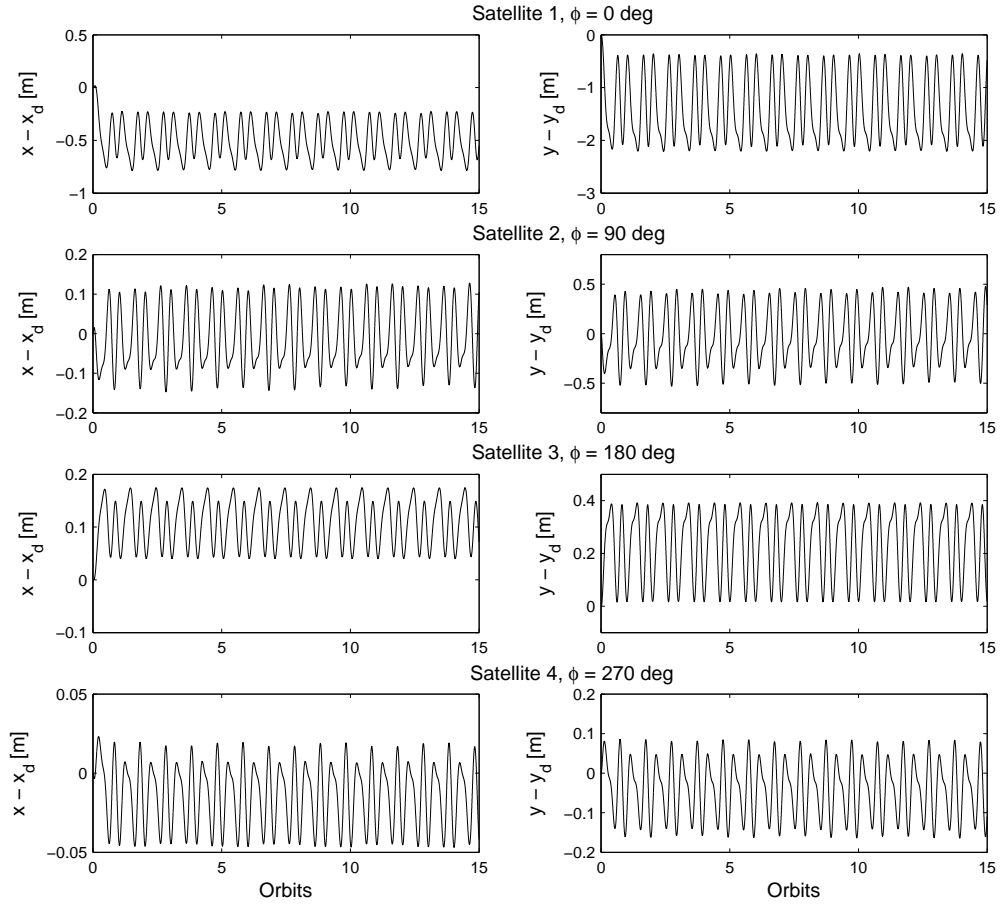 Satellite 1, ϕ = 0 deg
x − x_d [m]
0.5
0
−0.5
−1
0 5 10 15
y − y_d [m]
0
−1
−2
−3
0 5 10 15
Satellite 2, ϕ = 90 deg
x − x_d [m]
0.2
0.1
0
−0.1
−0.2
0 5 10 15
y − y_d [m]
0.5
0
−0.5
0 5 10 15
Satellite 3, ϕ = 180 deg
x − x_d [m]
0.2
0.1
0
−0.1
0 5 10 15
y − y_d [m]
0.4
0.2
0
0 5 10 15
Satellite 4, ϕ = 270 deg
x − x_d [m]
0.05
0
−0.05
0 5 10 15
Orbits
y − y_d [m]
0.2
0.1
0
−0.1
−0.2
0 5 10 15
Orbits